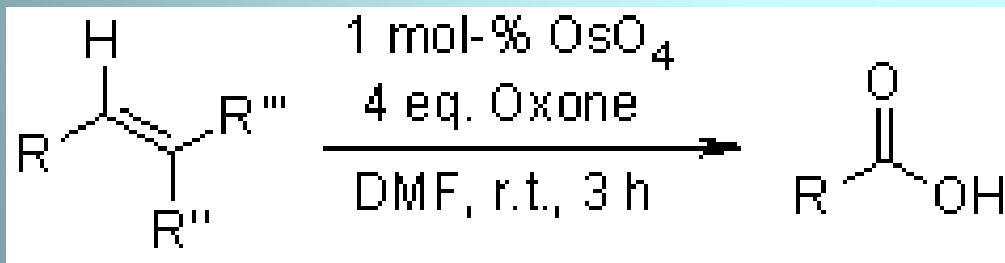 H
R
R'''
R''
1 mol-% OsO4
4 eq. Oxone
DMF, r.t., 3 h
O
R
OH